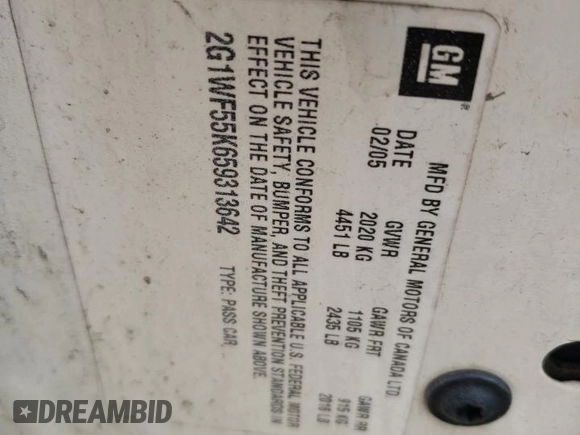 GM
®
MFD BY GENERAL MOTORS OF CANADA LTD.
DATE GVWR GAWR FRT GAWR RR
02/05 2020 KG 1105 KG 915 KG
4451 LB 2435 LB 2016 LB
THIS VEHICLE CONFORMS TO ALL APPLICABLE U.S. FEDERAL MOTOR
VEHICLE SAFETY, BUMPER, AND THEFT PREVENTION STANDARDS IN
EFFECT ON THE DATE OF MANUFACTURE SHOWN ABOVE.
2G1WF55K659313642 TYPE: PASS CAR
DREAMBID